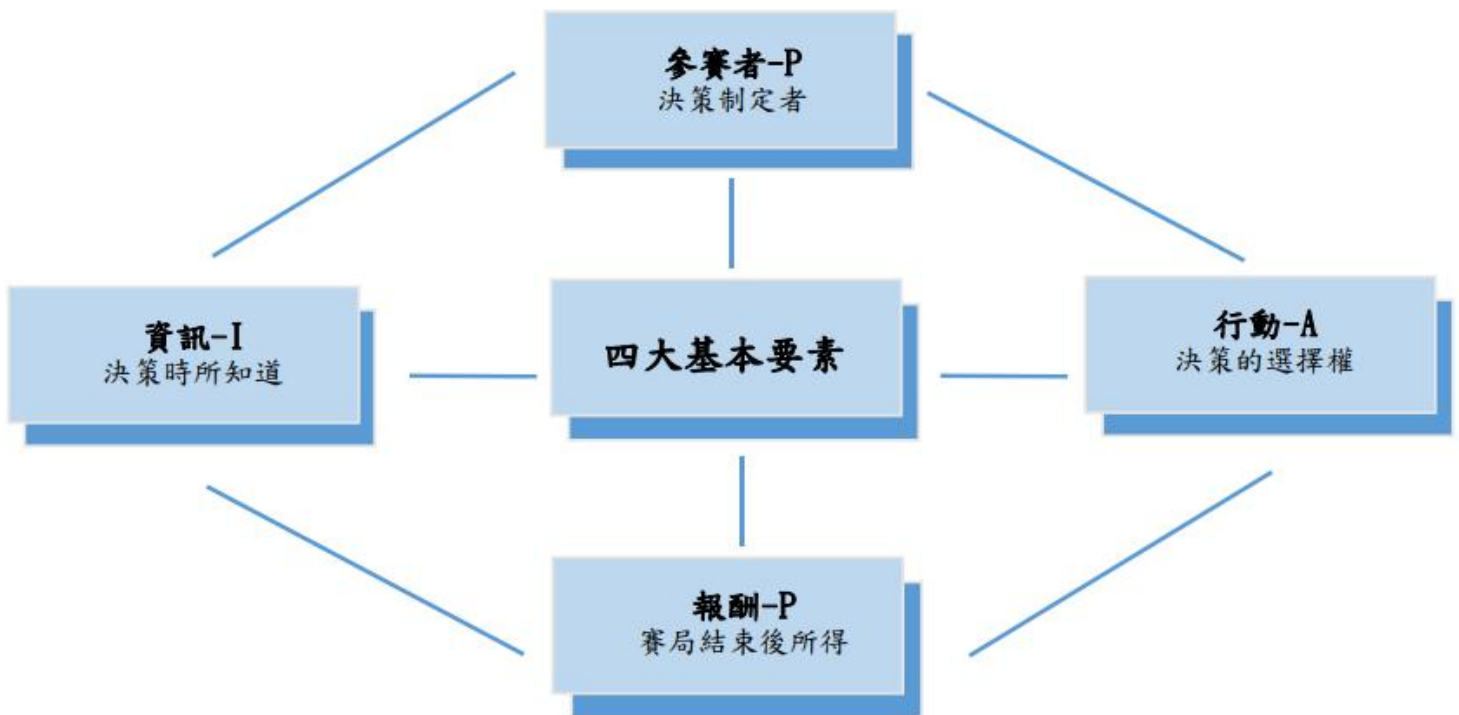 參賽者-P
決策制定者
資訊-I
決策時所知道
四大基本要素
行動-A
決策的選擇權
報酬-P
賽局結束後所得